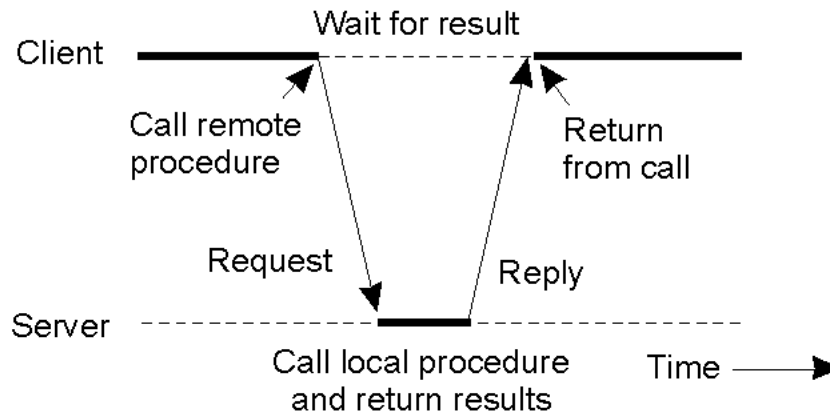 Wait for result
Client
Call remote
procedure
Return
from call
Request
Reply
Server
Call local procedure
and return results
Time